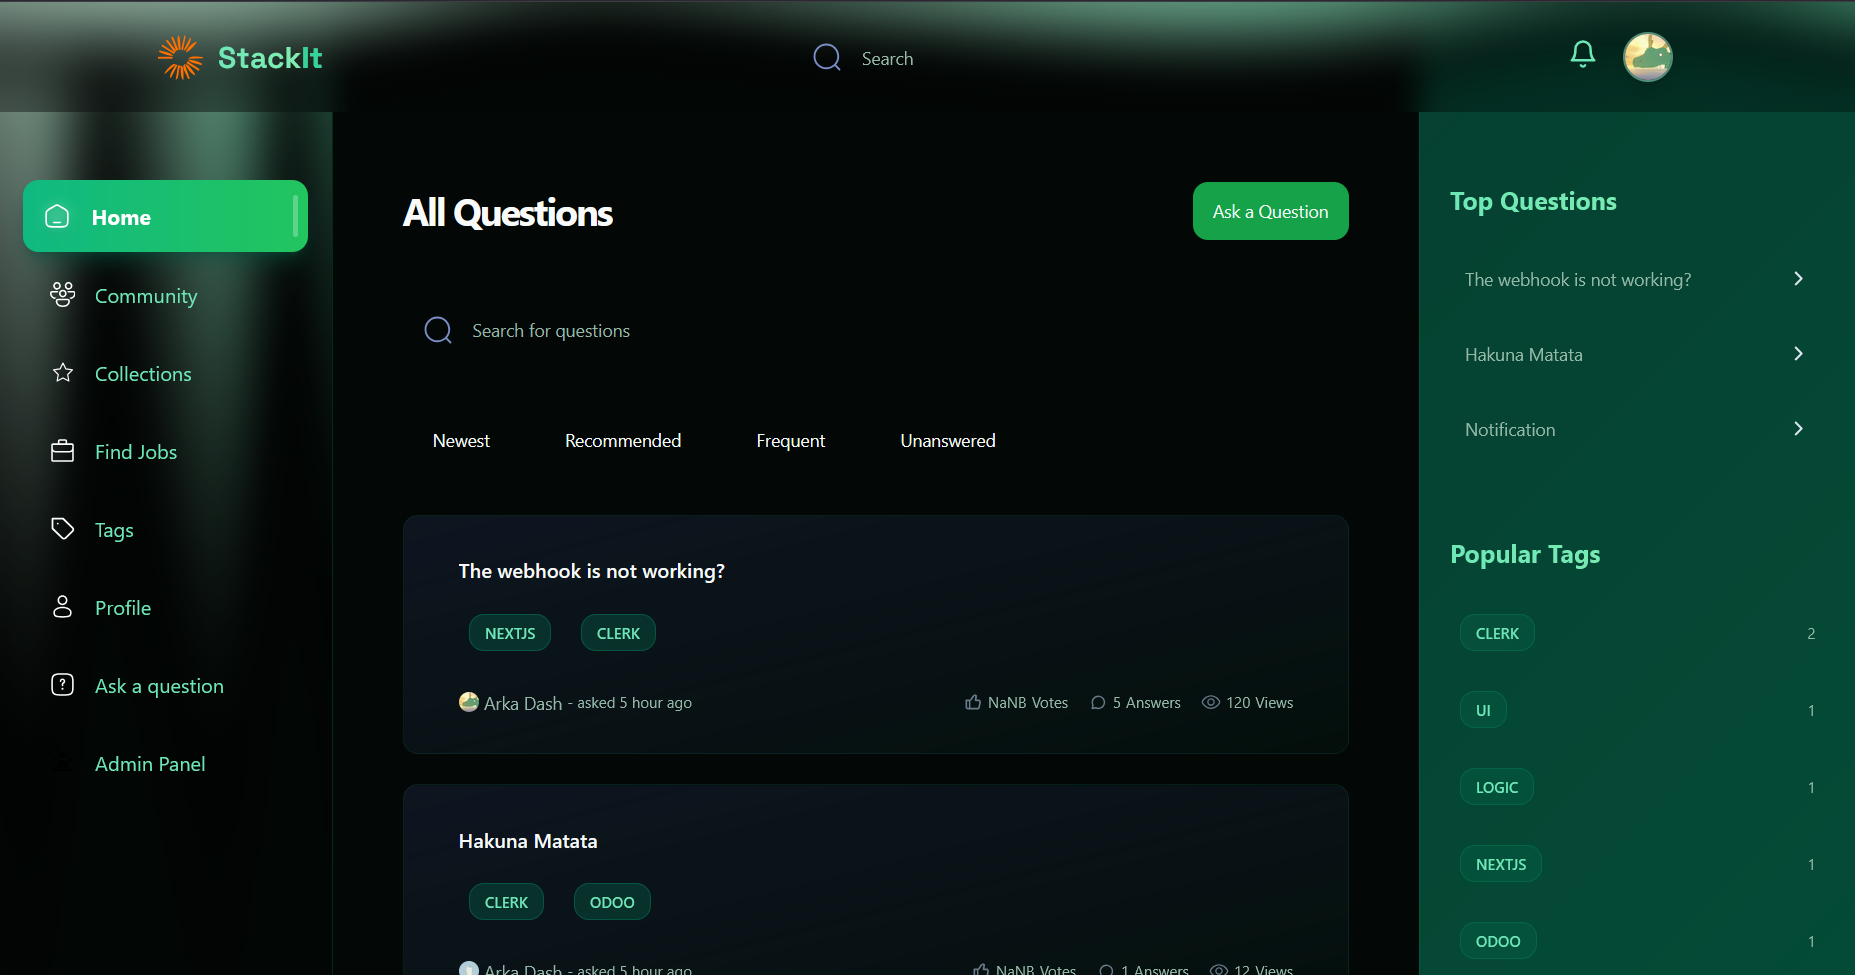 StackIt
Search
Home
Community
Collections
Find Jobs
Tags
Profile
Ask a question
Admin Panel
All Questions
Ask a Question
Search for questions
Newest Recommended Frequent Unanswered
The webhook is not working?
NEXTJS CLERK
Arka Dash - asked 5 hour ago NaNB Votes 5 Answers 120 Views
Hakuna Matata
CLERK ODOO
Arka Dash - asked 5 hour ago NaNB Votes 1 Answers 12 Views
Top Questions
The webhook is not working?
Hakuna Matata
Notification
Popular Tags
CLERK 2
UI 1
LOGIC 1
NEXTJS 1
ODOO 1